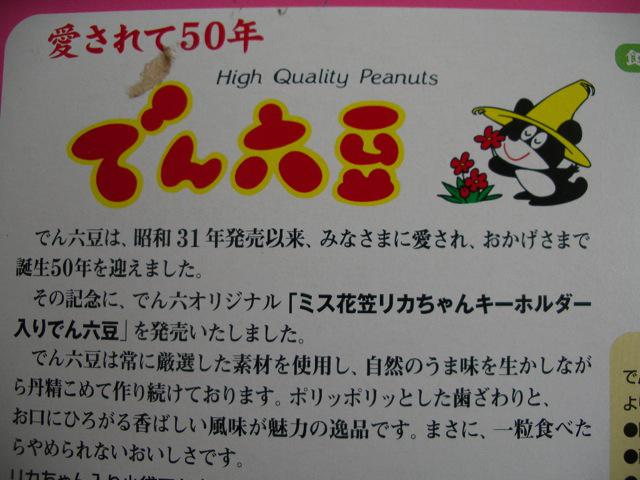 愛されて50年
High Quality Peanuts
でん六豆
でん六豆は、昭和31年発売以来、みなさまに愛され、おかげさまで
誕生50年を迎えました。
その記念に、でん六オリジナル「ミス花笠リカちゃんキーホルダー
入りでん六豆」を発売いたしました。
でん六豆は常に厳選した素材を使用し、自然のうま味を生かしなが
ら丹精こめて作り続けております。ポリッポリッとした歯ざわりと、
お口にひろがる香ばしい風味が魅力の逸品です。まさに、一粒食べた
らやめられないおいしさです。
食
で
よ